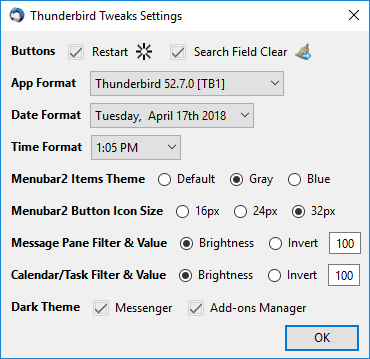 Thunderbird Tweaks Settings
Buttons Restart Search Field Clear
App Format Thunderbird 52.7.0 [TB1]
Date Format Tuesday, April 17th 2018
Time Format 1:05 PM
Menubar2 Items Theme Default Gray Blue
Menubar2 Button Icon Size 16px 24px 32px
Message Pane Filter & Value Brightness Invert 100
Calendar/Task Filter & Value Brightness Invert 100
Dark Theme Messenger Add-ons Manager
OK